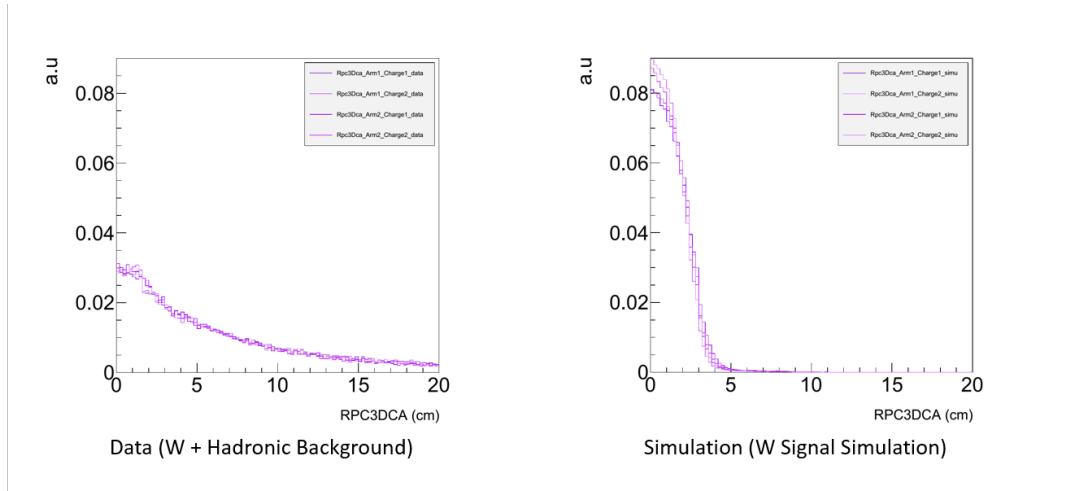 a.u
Rpc3Dca_Arm1_Charge1_data
Rpc3Dca_Arm1_Charge2_data
Rpc3Dca_Arm2_Charge1_data
Rpc3Dca_Arm2_Charge2_data
0.08
0.06
0.04
0.02
0
0 5 10 15 20
RPC3DCA (cm)
Data (W + Hadronic Background)
a.u
Rpc3Dca_Arm1_Charge1_simu
Rpc3Dca_Arm1_Charge2_simu
Rpc3Dca_Arm2_Charge1_simu
Rpc3Dca_Arm2_Charge2_simu
0.08
0.06
0.04
0.02
0
0 5 10 15 20
RPC3DCA (cm)
Simulation (W Signal Simulation)